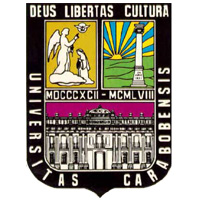 DEUS LIBERTAS CULTURA
MDCCCXCII - MCMLVIII
UNIVERSITAS
CARABOBENSIS